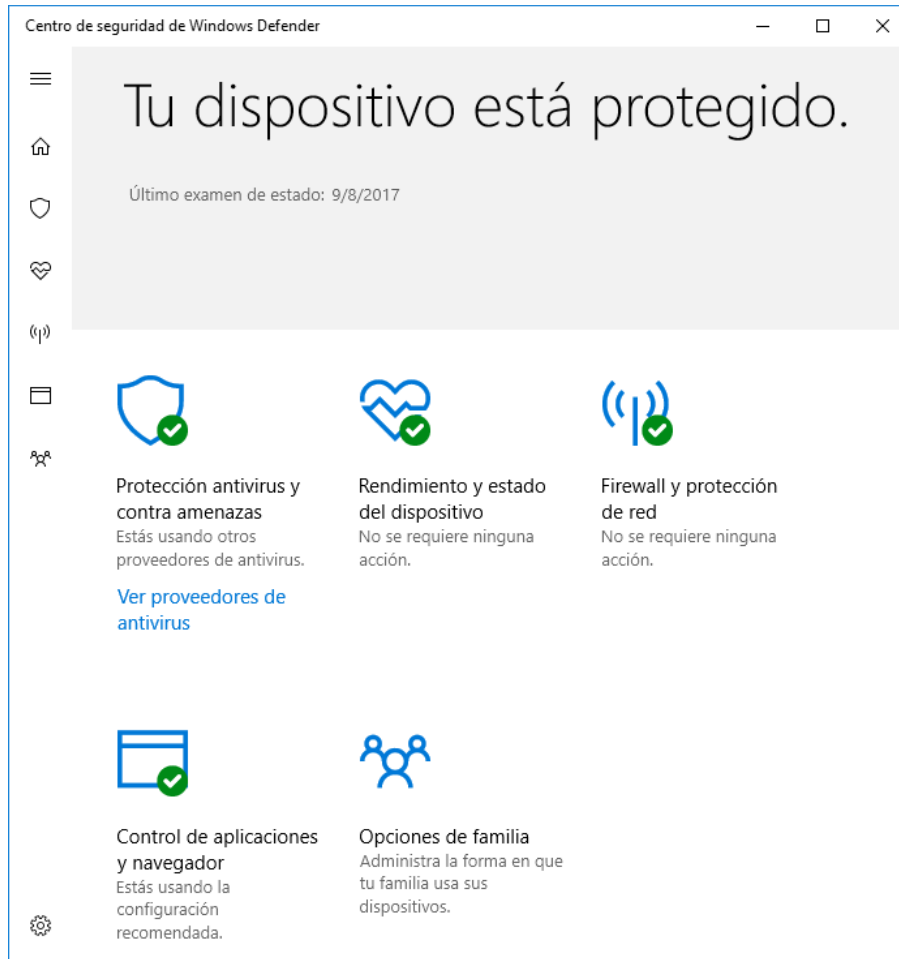 Centro de seguridad de Windows Defender
Tu dispositivo está protegido.
Último examen de estado: 9/8/2017
Protección antivirus y
contra amenazas
Estás usando otros
proveedores de antivirus.
Ver proveedores de
antivirus
Rendimiento y estado
del dispositivo
No se requiere ninguna
acción.
Firewall y protección
de red
No se requiere ninguna
acción.
Control de aplicaciones
y navegador
Estás usando la
configuración
recomendada.
Opciones de familia
Administra la forma en que
tu familia usa sus
dispositivos.